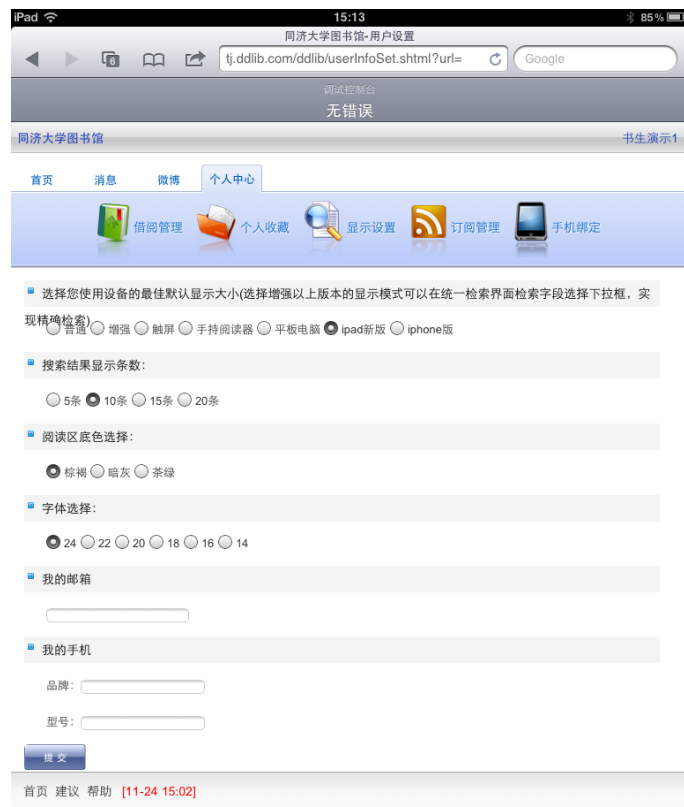 iPad 15:13 85%
同济大学图书馆-用户设置
6 tj.ddlib.com/ddlib/userInfoSet.shtml?url= Google
调试控制台
无错误
同济大学图书馆 书生演示1
首页 消息 微博 个人中心
借阅管理 个人收藏 显示设置 订阅管理 手机绑定
选择您使用设备的最佳默认显示大小(选择增强以上版本的显示模式可以在统一检索界面检索字段选择下拉框，实
现精确检索)
普通 增强 触屏 手持阅读器 平板电脑 ipad新版 iphone版
搜索结果显示条数：
5条 10条 15条 20条
阅读区底色选择：
棕褐 暗灰 茶绿
字体选择：
24 22 20 18 16 14
我的邮箱
我的手机
品牌：
型号：
提 交
首页 建议 帮助 [11-24 15:02]